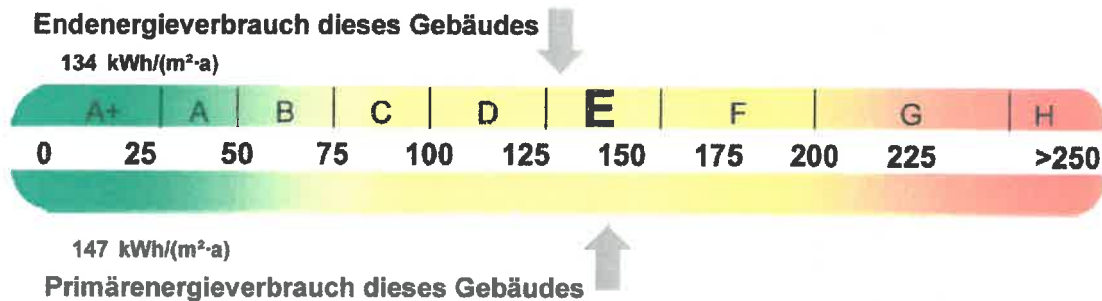 Endenergieverbrauch dieses Gebäudes
134 kWh/(m²·a)
A+ A B C D E F G H
0 25 50 75 100 125 150 175 200 225 >250
147 kWh/(m²·a)
Primärenergieverbrauch dieses Gebäudes